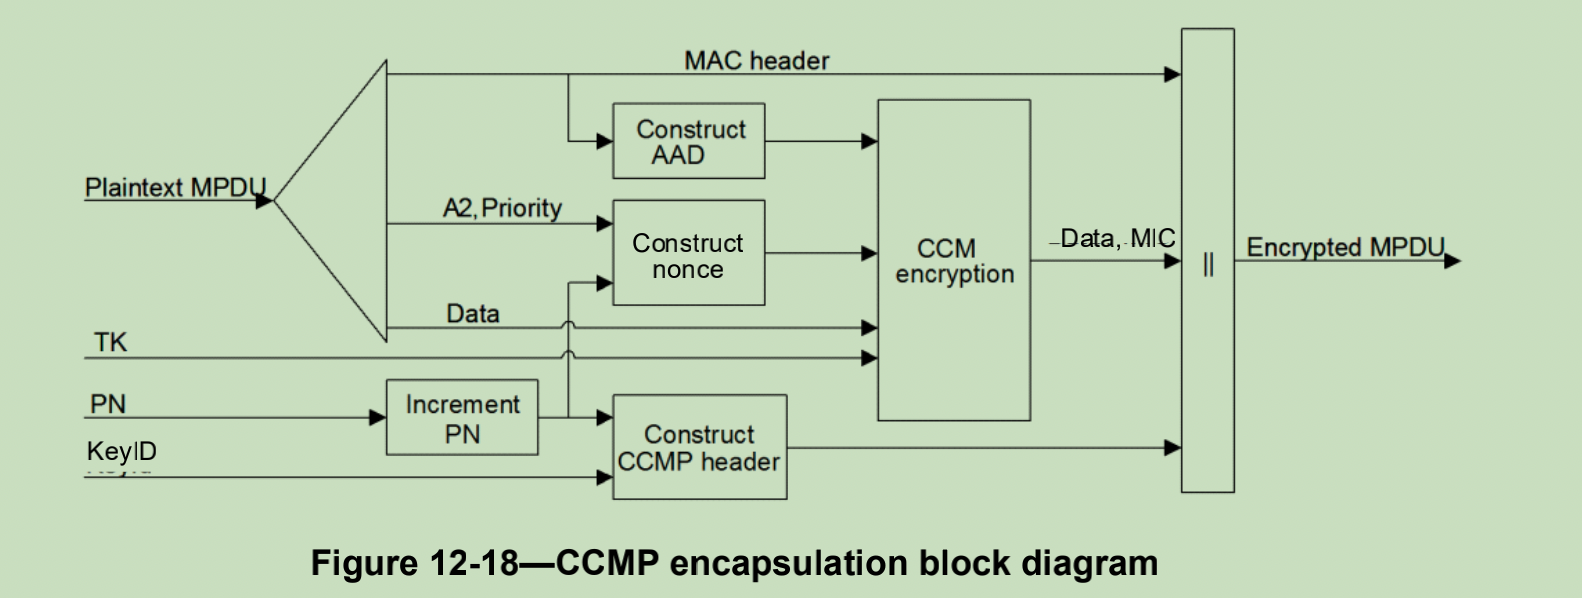 MAC header
Construct
AAD
Plaintext MPDU
A2, Priority
Construct
nonce
CCM
encryption
Data, MIC
||
Encrypted MPDU
Data
TK
PN
Increment
PN
KeyID
Construct
CCMP header
Figure 12-18—CCMP encapsulation block diagram